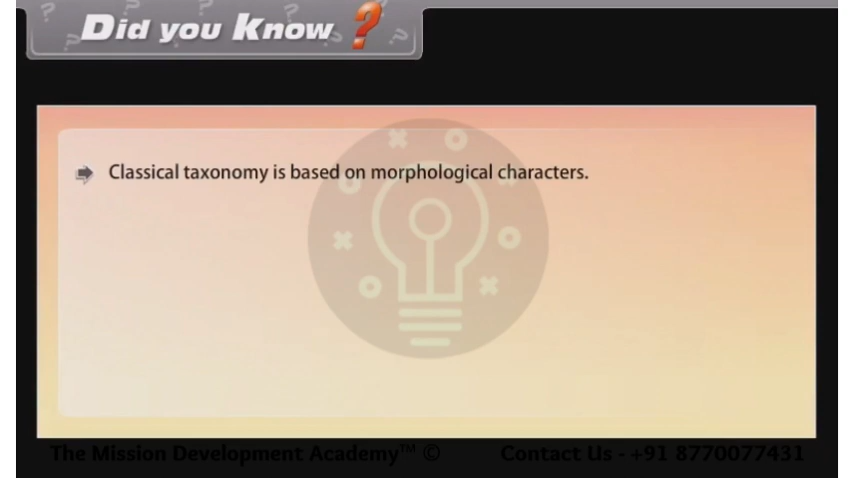 Did you Know ?
Classical taxonomy is based on morphological characters.
The Mission Development Academy™ © Contact Us - +91 8770077431